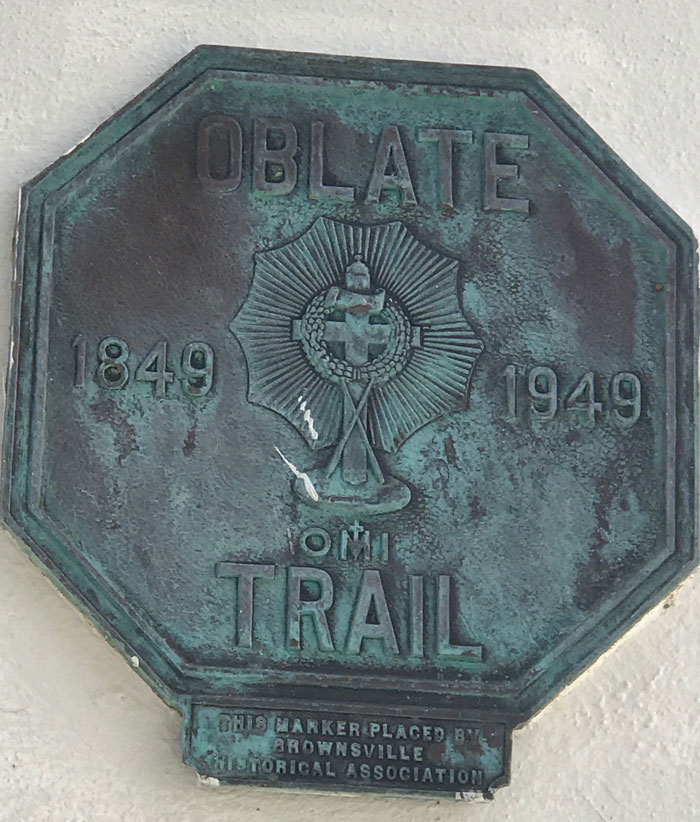 OBLATE
1849 1949
OMI
TRAIL
THIS MARKER PLACED BY
BROWNSVILLE
HISTORICAL ASSOCIATION